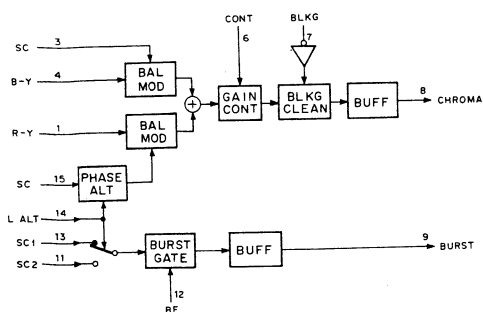 CONT
BLKG
SC
3
6
7
B-Y
4
BAL
MOD
GAIN
CONT
BLKG
CLEAN
BUFF
8
CHROMA
R-Y
1
BAL
MOD
SC
15
PHASE
ALT
L ALT
14
SC1
13
SC2
11
BURST
GATE
BUFF
9
BURST
12